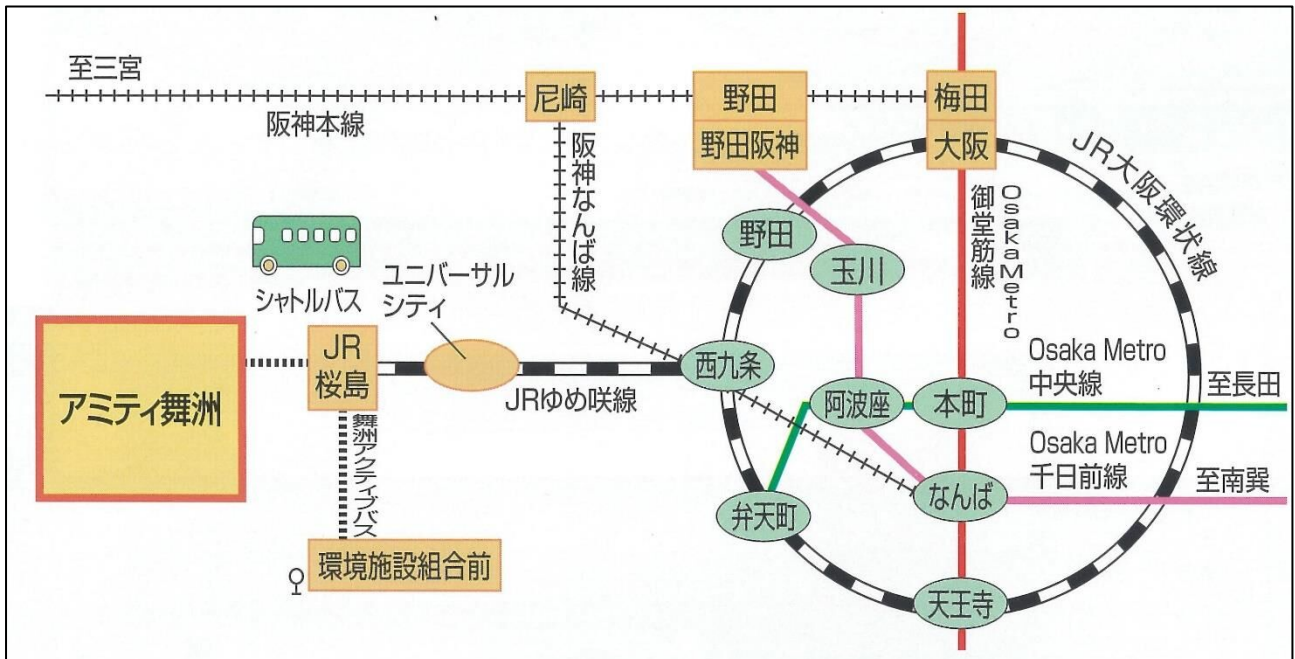 至三宮
阪神本線
尼崎
野田
野田阪神
梅田
大阪
JR大阪環状線
阪神なんば線
Osaka Metro
御堂筋線
野田
玉川
シャトルバス
ユニバーサル
シティ
アミティ舞洲
JR
桜島
JRゆめ咲線
西九条
阿波座
本町
Osaka Metro
中央線
至長田
舞洲アクティブバス
弁天町
なんば
Osaka Metro
千日前線
至南巽
環境施設組合前
天王寺